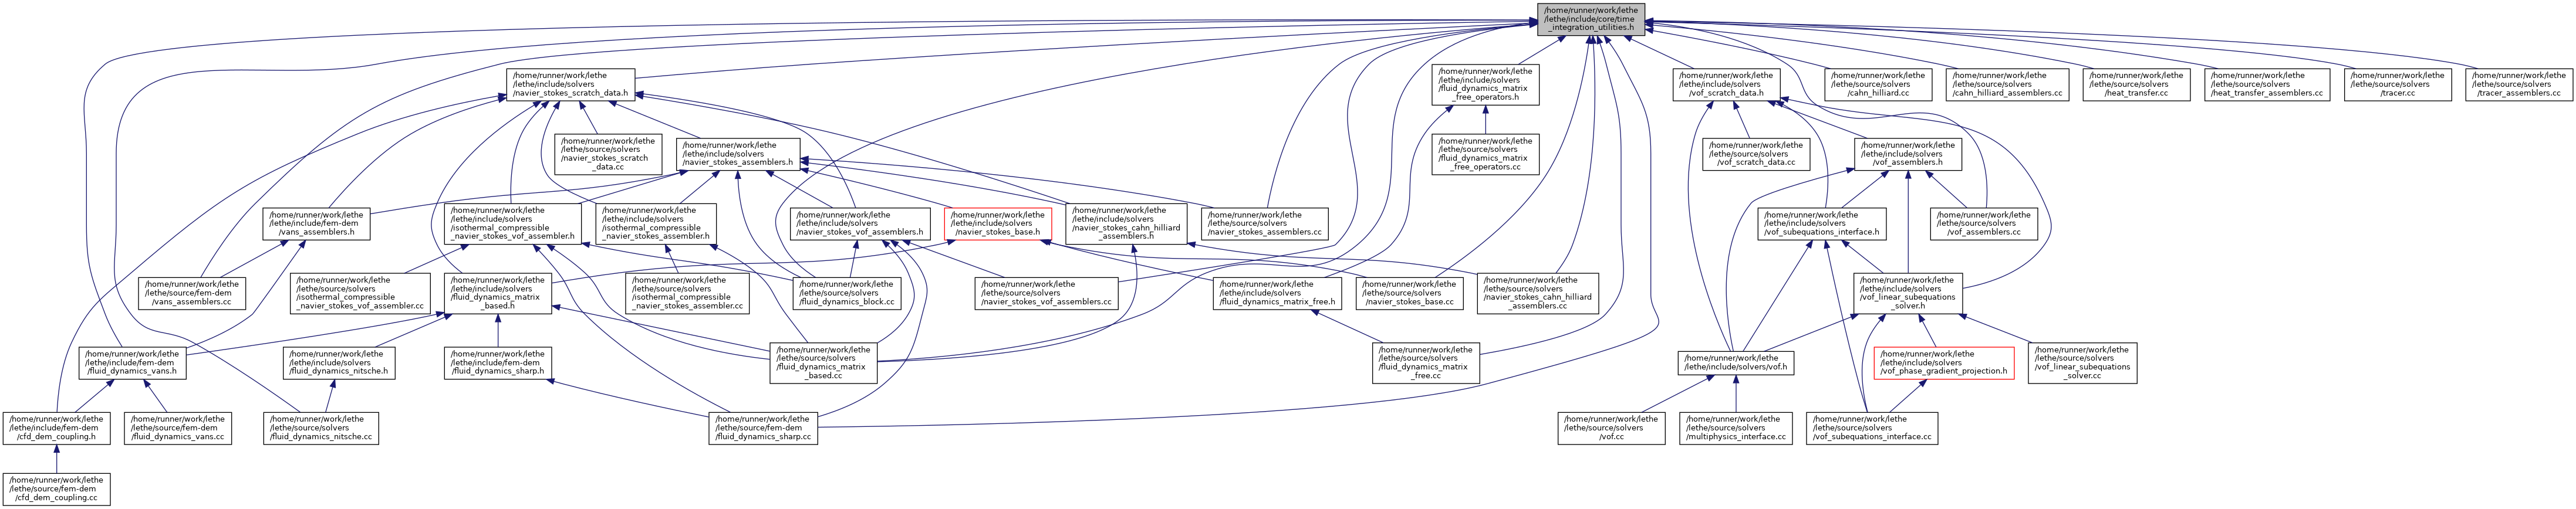 /home/runner/work/lethe
/lethe/include/core/time
_integration_utilities.h
/home/runner/work/lethe
/lethe/include/solvers
/navier_stokes_scratch_data.h
/home/runner/work/lethe
/lethe/include/solvers
/fluid_dynamics_matrix
_free_operators.h
/home/runner/work/lethe
/lethe/include/solvers
/vof_scratch_data.h
/home/runner/work/lethe
/lethe/source/solvers
/cahn_hilliard.cc
/home/runner/work/lethe
/lethe/source/solvers
/cahn_hilliard_assemblers.cc
/home/runner/work/lethe
/lethe/source/solvers
/heat_transfer.cc
/home/runner/work/lethe
/lethe/source/solvers
/heat_transfer_assemblers.cc
/home/runner/work/lethe
/lethe/source/solvers
/tracer.cc
/home/runner/work/lethe
/lethe/source/solvers
/tracer_assemblers.cc
/home/runner/work/lethe
/lethe/source/solvers
/navier_stokes_scratch
_data.cc
/home/runner/work/lethe
/lethe/include/solvers
/navier_stokes_assemblers.h
/home/runner/work/lethe
/lethe/source/solvers
/fluid_dynamics_matrix
_free_operators.cc
/home/runner/work/lethe
/lethe/source/solvers
/vof_scratch_data.cc
/home/runner/work/lethe
/lethe/include/solvers
/vof_assemblers.h
/home/runner/work/lethe
/lethe/include/fem-dem
/vans_assemblers.h
/home/runner/work/lethe
/lethe/include/solvers
/isothermal_compressible
_navier_stokes_vof_assembler.h
/home/runner/work/lethe
/lethe/include/solvers
/isothermal_compressible
_navier_stokes_assembler.h
/home/runner/work/lethe
/lethe/include/solvers
/navier_stokes_vof_assemblers.h
/home/runner/work/lethe
/lethe/include/solvers
/navier_stokes_base.h
/home/runner/work/lethe
/lethe/include/solvers
/navier_stokes_cahn_hilliard
_assemblers.h
/home/runner/work/lethe
/lethe/source/solvers
/navier_stokes_assemblers.cc
/home/runner/work/lethe
/lethe/include/solvers
/vof_subequations_interface.h
/home/runner/work/lethe
/lethe/source/solvers
/vof_assemblers.cc
/home/runner/work/lethe
/lethe/source/fem-dem
/vans_assemblers.cc
/home/runner/work/lethe
/lethe/source/solvers
/isothermal_compressible
_navier_stokes_vof_assembler.cc
/home/runner/work/lethe
/lethe/include/solvers
/fluid_dynamics_matrix
_based.h
/home/runner/work/lethe
/lethe/source/solvers
/isothermal_compressible
_navier_stokes_assembler.cc
/home/runner/work/lethe
/lethe/source/solvers
/fluid_dynamics_block.cc
/home/runner/work/lethe
/lethe/source/solvers
/navier_stokes_vof_assemblers.cc
/home/runner/work/lethe
/lethe/include/solvers
/fluid_dynamics_matrix_free.h
/home/runner/work/lethe
/lethe/source/solvers
/navier_stokes_base.cc
/home/runner/work/lethe
/lethe/source/solvers
/navier_stokes_cahn_hilliard
_assemblers.cc
/home/runner/work/lethe
/lethe/include/solvers
/vof_linear_subequations
_solver.h
/home/runner/work/lethe
/lethe/include/fem-dem
/fluid_dynamics_vans.h
/home/runner/work/lethe
/lethe/include/solvers
/fluid_dynamics_nitsche.h
/home/runner/work/lethe
/lethe/include/fem-dem
/fluid_dynamics_sharp.h
/home/runner/work/lethe
/lethe/source/solvers
/fluid_dynamics_matrix
_based.cc
/home/runner/work/lethe
/lethe/source/solvers
/fluid_dynamics_matrix
_free.cc
/home/runner/work/lethe
/lethe/include/solvers/vof.h
/home/runner/work/lethe
/lethe/include/solvers
/vof_phase_gradient_projection.h
/home/runner/work/lethe
/lethe/source/solvers
/vof_linear_subequations
_solver.cc
/home/runner/work/lethe
/lethe/include/fem-dem
/cfd_dem_coupling.h
/home/runner/work/lethe
/lethe/source/fem-dem
/fluid_dynamics_vans.cc
/home/runner/work/lethe
/lethe/source/solvers
/fluid_dynamics_nitsche.cc
/home/runner/work/lethe
/lethe/source/fem-dem
/fluid_dynamics_sharp.cc
/home/runner/work/lethe
/lethe/source/solvers
/vof.cc
/home/runner/work/lethe
/lethe/source/solvers
/multiphysics_interface.cc
/home/runner/work/lethe
/lethe/source/solvers
/vof_subequations_interface.cc
/home/runner/work/lethe
/lethe/source/fem-dem
/cfd_dem_coupling.cc